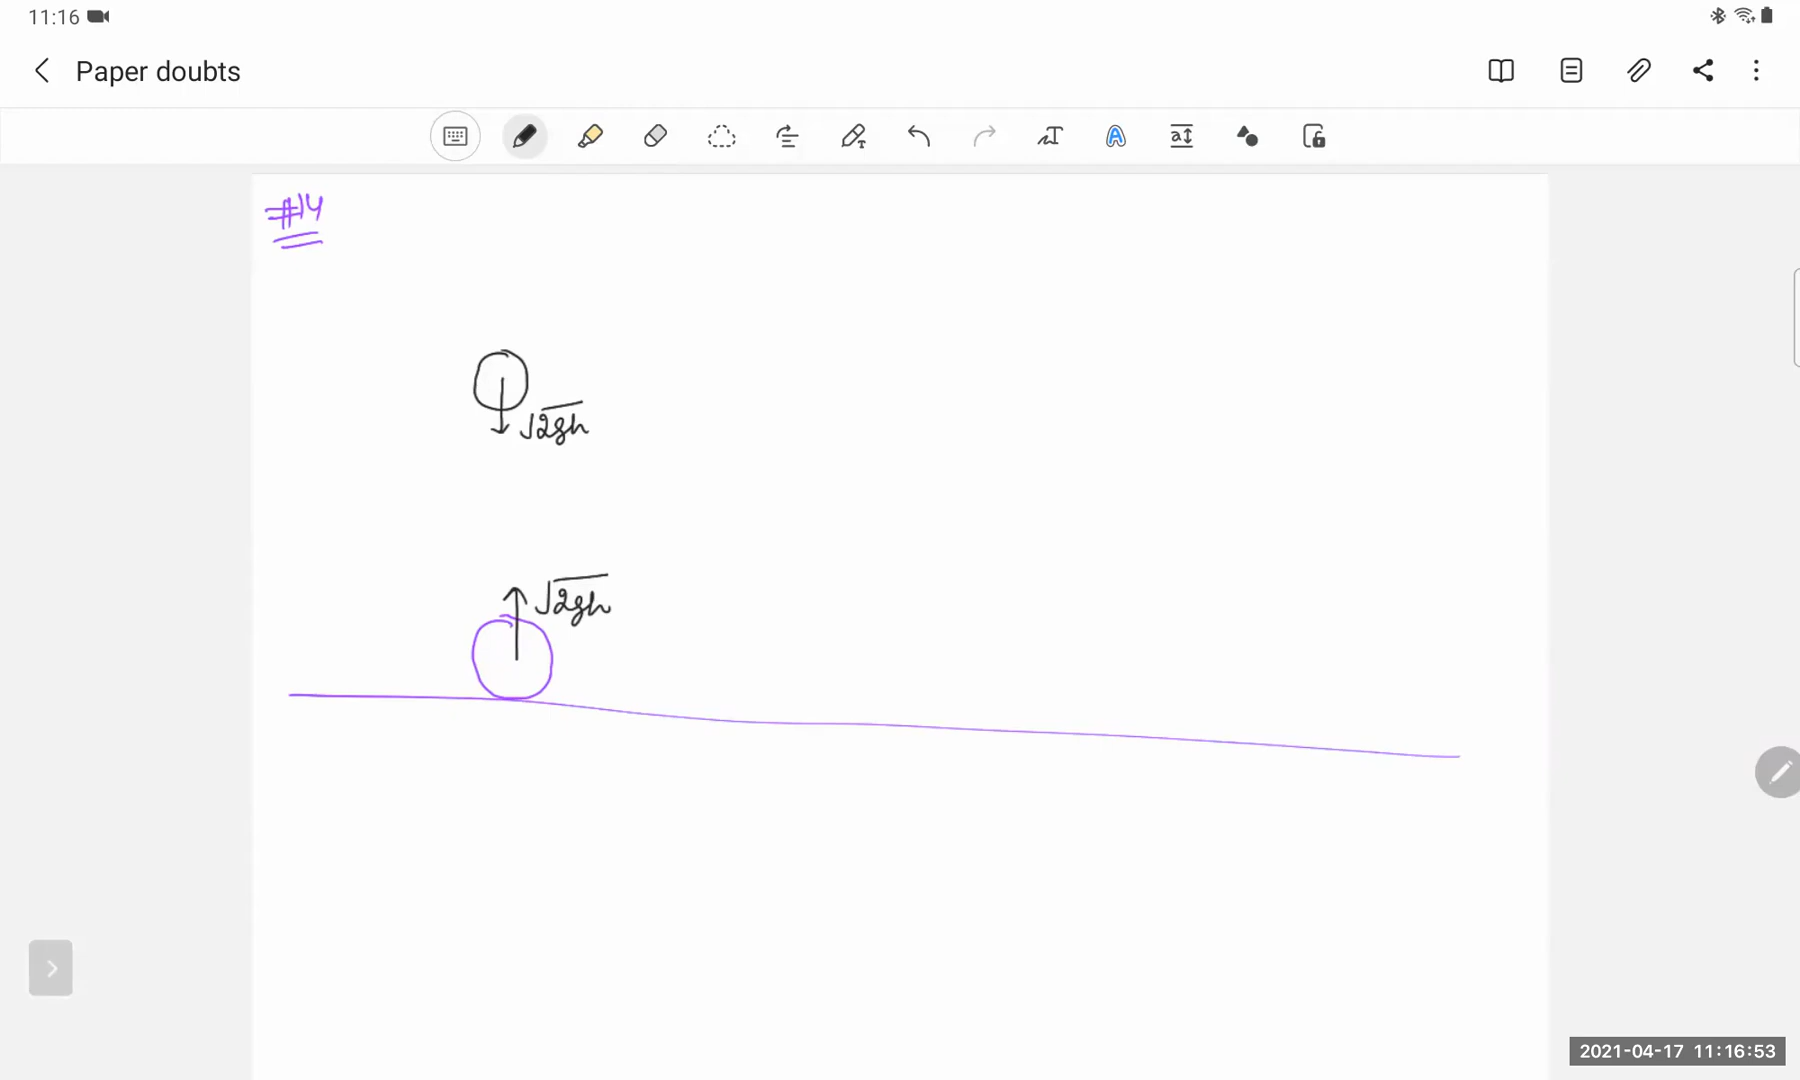 11:16
Paper doubts
#14
√2gh
√2gh
2021-04-17 11:16:53